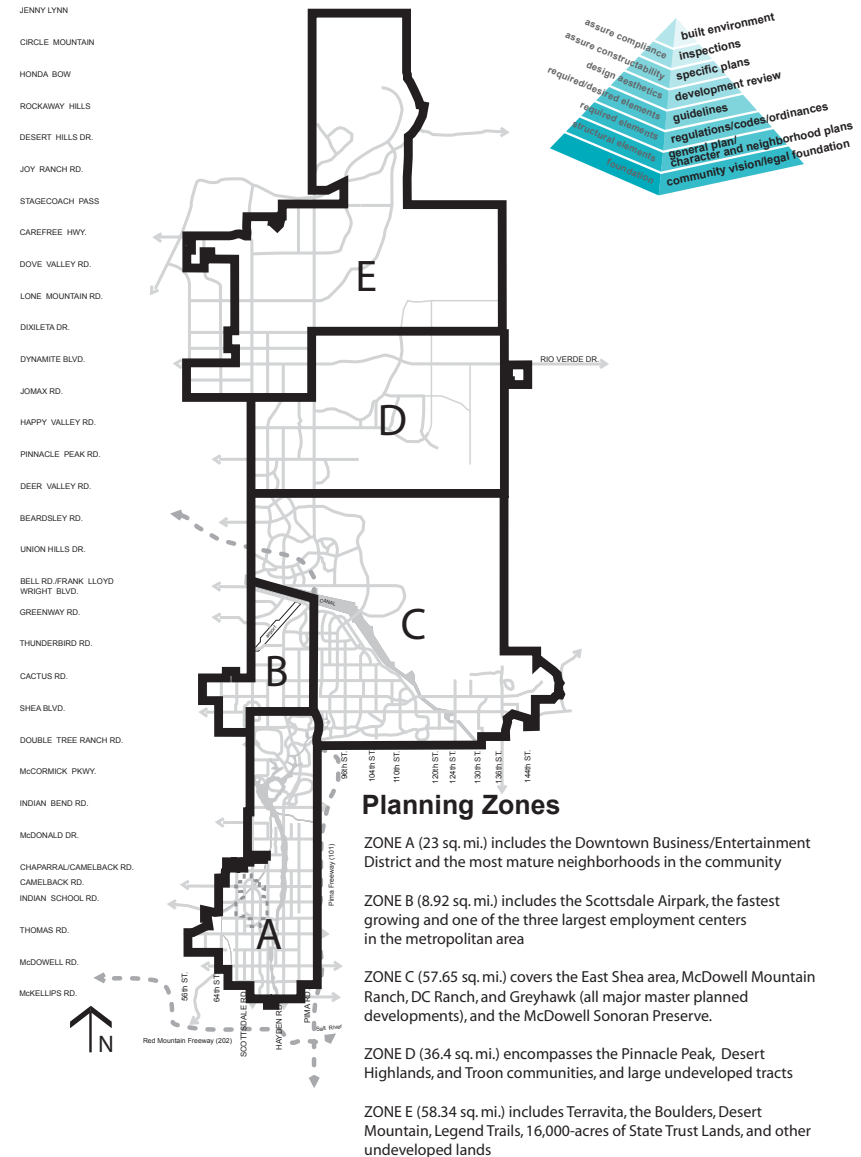 JENNY LYNN
CIRCLE MOUNTAIN
HONDA BOW
ROCKAWAY HILLS
DESERT HILLS DR.
JOY RANCH RD.
STAGECOACH PASS
CAREFREE HWY.
DOVE VALLEY RD.
LONE MOUNTAIN RD.
DIXILETA DR.
DYNAMITE BLVD.
JOMAX RD.
HAPPY VALLEY RD.
PINNACLE PEAK RD.
DEER VALLEY RD.
BEARDSLEY RD.
UNION HILLS DR.
BELL RD./FRANK LLOYD
WRIGHT BLVD.
GREENWAY RD.
THUNDERBIRD RD.
CACTUS RD.
SHEA BLVD.
DOUBLE TREE RANCH RD.
McCORMICK PKWY.
INDIAN BEND RD.
McDONALD DR.
CHAPARRAL/CAMELBACK RD.
CAMELBACK RD.
INDIAN SCHOOL RD.
THOMAS RD.
McDOWELL RD.
McKELLIPS RD.
assure compliance
assure constructability
design aesthetics
required/desired elements
required elements
structural elements
foundation
built environment
inspections
specific plans
development review
guidelines
regulations/codes/ordinances
general plan/
character and neighborhood plans
community vision/legal foundation
E
RIO VERDE DR.
D
C
CANAL
B
A
96th ST.
104th ST.
110th ST.
120th ST.
124th ST.
130th ST.
136th ST.
144th ST.
Pima Freeway (101)
56th ST.
64th ST.
SCOTTSDALE RD.
HAYDEN RD.
PIMA RD.
Salt River
Red Mountain Freeway (202)
N
Planning Zones
ZONE A (23 sq. mi.) includes the Downtown Business/Entertainment
District and the most mature neighborhoods in the community
ZONE B (8.92 sq. mi.) includes the Scottsdale Airpark, the fastest
growing and one of the three largest employment centers
in the metropolitan area
ZONE C (57.65 sq. mi.) covers the East Shea area, McDowell Mountain
Ranch, DC Ranch, and Greyhawk (all major master planned
developments), and the McDowell Sonoran Preserve.
ZONE D (36.4 sq. mi.) encompasses the Pinnacle Peak, Desert
Highlands, and Troon communities, and large undeveloped tracts
ZONE E (58.34 sq. mi.) includes Terravita, the Boulders, Desert
Mountain, Legend Trails, 16,000-acres of State Trust Lands, and other
undeveloped lands